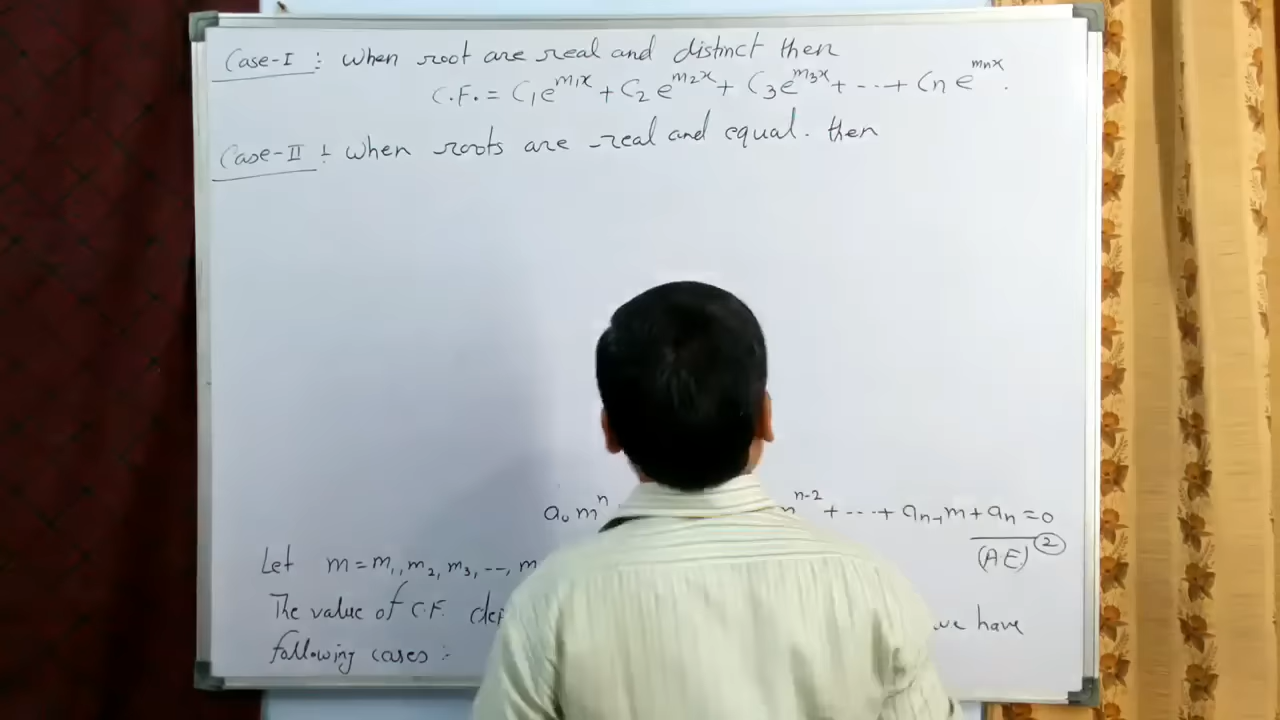 Case-I : when root are real and distinct then
C.F. = C₁e^{m₁x} + C₂e^{m₂x} + C₃e^{m₃x} + --- + Cn e^{mnx}.
Case-II : when roots are real and equal. then
a₀mⁿ n-2 + --- + aₙ₋₁m + aₙ = 0
(AE) ②
Let m = m₁, m₂, m₃, ---, m
The value of C.F. we have
following cases :-